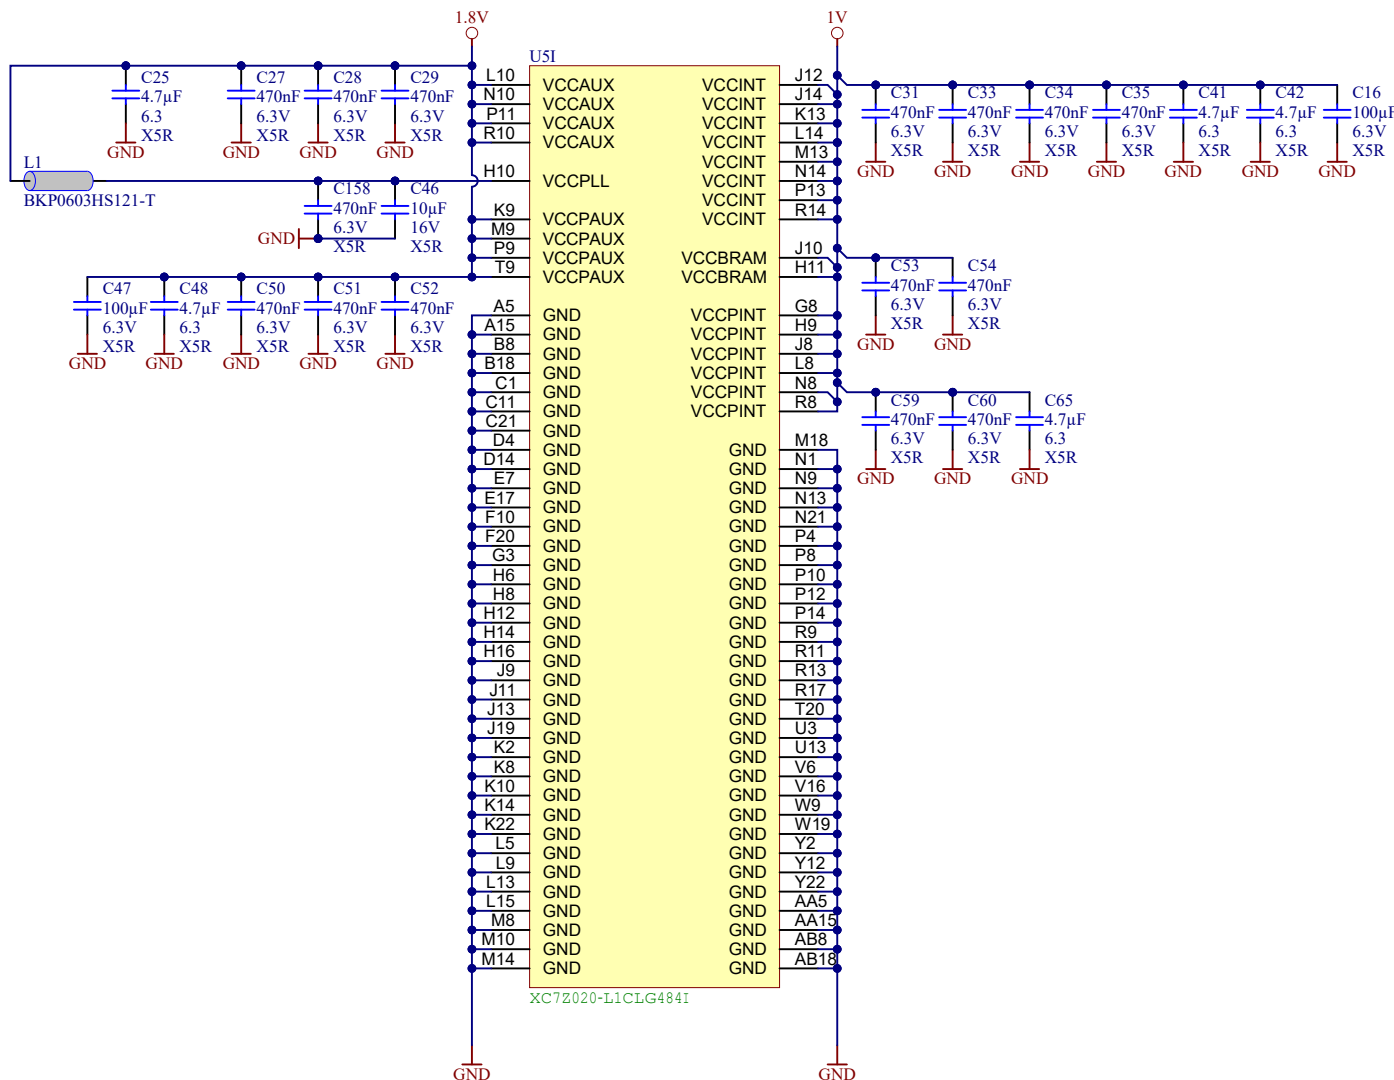 1.8V
1V
U5I
C25
4.7µF
6.3
X5R
GND
C27
470nF
6.3V
X5R
GND
C28
470nF
6.3V
X5R
GND
C29
470nF
6.3V
X5R
GND
L1
BKP0603HS121-T
C158
470nF
6.3V
X5R
C46
10µF
16V
X5R
GND
C47
100µF
6.3V
X5R
GND
C48
4.7µF
6.3
X5R
GND
C50
470nF
6.3V
X5R
GND
C51
470nF
6.3V
X5R
GND
C52
470nF
6.3V
X5R
GND
L10 VCCAUX
N10 VCCAUX
P11 VCCAUX
R10 VCCAUX
H10 VCCPLL
K9 VCCPAUX
M9 VCCPAUX
P9 VCCPAUX
T9 VCCPAUX
A5 GND
A15 GND
B8 GND
B18 GND
C1 GND
C11 GND
C21 GND
D4 GND
D14 GND
E7 GND
E17 GND
F10 GND
F20 GND
G3 GND
H6 GND
H8 GND
H12 GND
H14 GND
H16 GND
J9 GND
J11 GND
J13 GND
J19 GND
K2 GND
K8 GND
K10 GND
K14 GND
K22 GND
L5 GND
L9 GND
L13 GND
L15 GND
M8 GND
M10 GND
M14 GND
VCCINT J12
VCCINT J14
VCCINT K13
VCCINT L14
VCCINT M13
VCCINT N14
VCCINT P13
VCCINT R14
VCCBRAM J10
VCCBRAM H11
VCCPINT G8
VCCPINT H9
VCCPINT J8
VCCPINT L8
VCCPINT N8
VCCPINT R8
GND M18
GND N1
GND N9
GND N13
GND N21
GND P4
GND P8
GND P10
GND P12
GND P14
GND R9
GND R11
GND R13
GND R17
GND T20
GND U3
GND U13
GND V6
GND V16
GND W9
GND W19
GND Y2
GND Y12
GND Y22
GND AA5
GND AA15
GND AB8
GND AB18
XC7Z020-L1CLG484I
GND
GND
C31
470nF
6.3V
X5R
GND
C33
470nF
6.3V
X5R
GND
C34
470nF
6.3V
X5R
GND
C35
470nF
6.3V
X5R
GND
C41
4.7µF
6.3
X5R
GND
C42
4.7µF
6.3
X5R
GND
C16
100µF
6.3V
X5R
GND
C53
470nF
6.3V
X5R
GND
C54
470nF
6.3V
X5R
GND
C59
470nF
6.3V
X5R
GND
C60
470nF
6.3V
X5R
GND
C65
4.7µF
6.3
X5R
GND